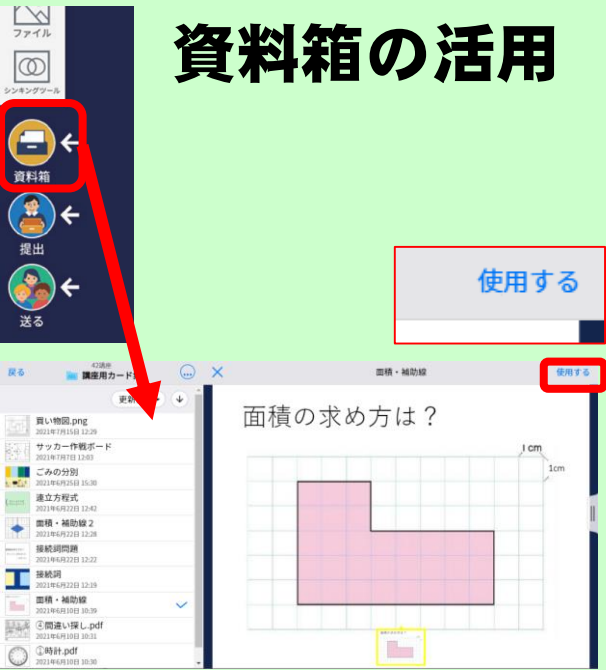 資料箱の活用
ファイル
シンキングツール
資料箱
提出
送る
使用する
戻る
42講座
講座用カード
更新
買い物図.png
2021年7月15日 12:29
サッカー作戦ボード
2021年7月7日 12:03
ごみの分別
2021年6月25日 15:30
連立方程式
2021年6月22日 12:42
面積・補助線２
2021年6月22日 12:28
接続詞問題
2021年6月22日 12:22
接続詞
2021年6月22日 12:19
面積・補助線
2021年6月10日 10:39
④間違い探し.pdf
2021年6月10日 10:31
①時計.pdf
2021年6月10日 10:30
面積・補助線
使用する
面積の求め方は？
1 cm
1cm